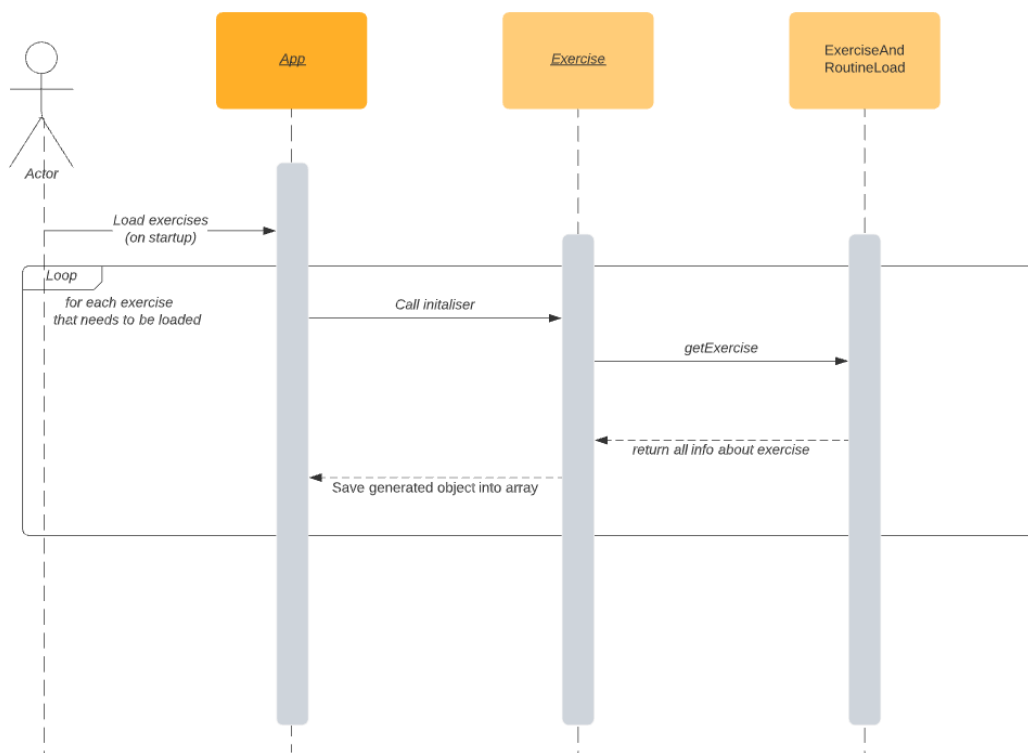 App
Exercise
ExerciseAnd
RoutineLoad
Actor
Load exercises
(on startup)
Loop
for each exercise
that needs to be loaded
Call initaliser
getExercise
return all info about exercise
Save generated object into array